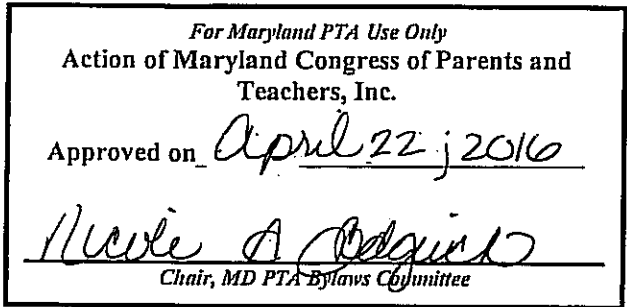 For Maryland PTA Use Only
Action of Maryland Congress of Parents and
Teachers, Inc.
Approved on April 22; 2016
Nicole A
Chair, MD PTA Bylaws Committee